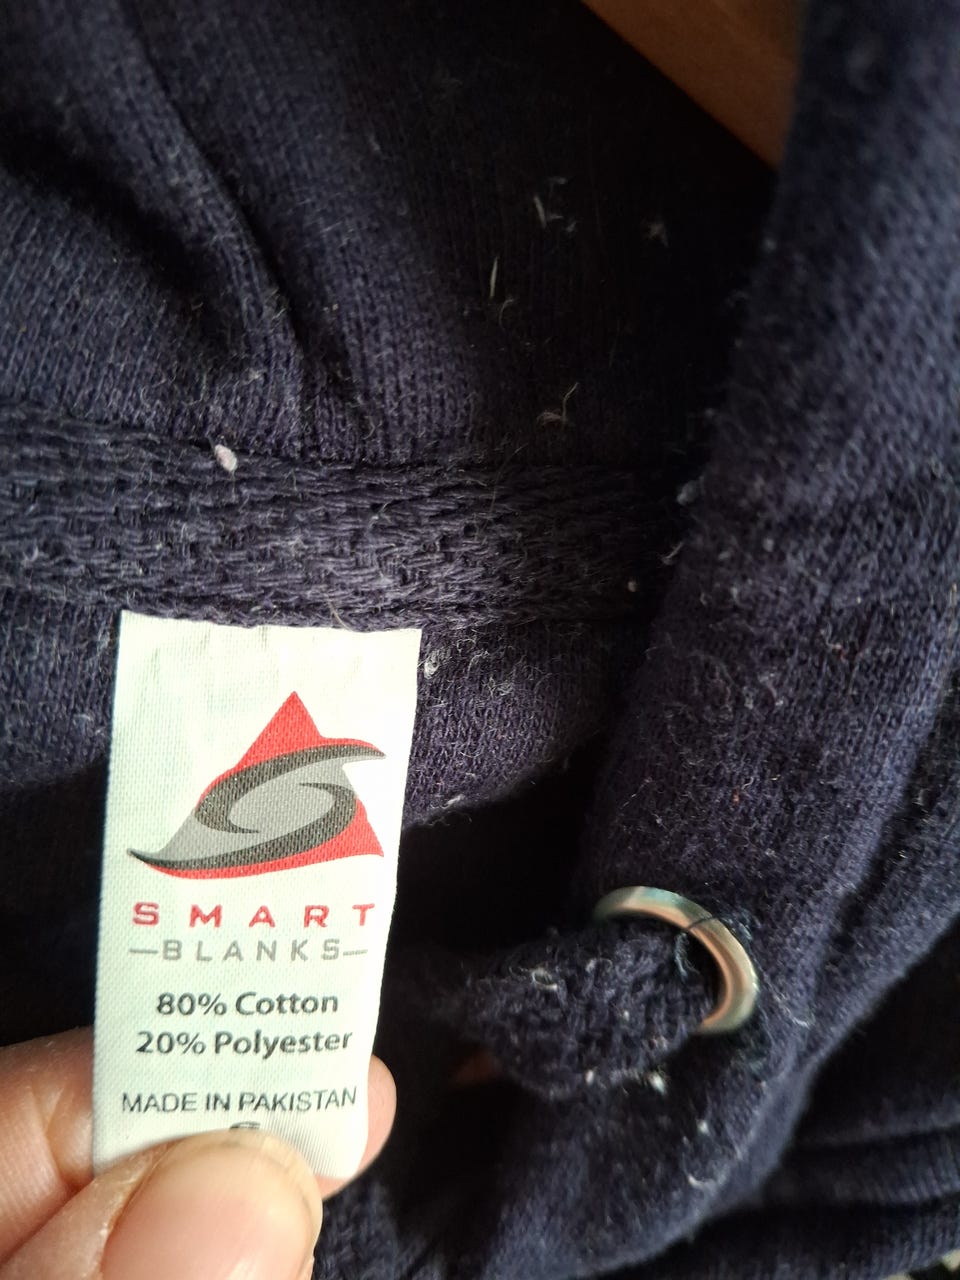 SMART
—BLANKS—
80% Cotton
20% Polyester
MADE IN PAKISTAN